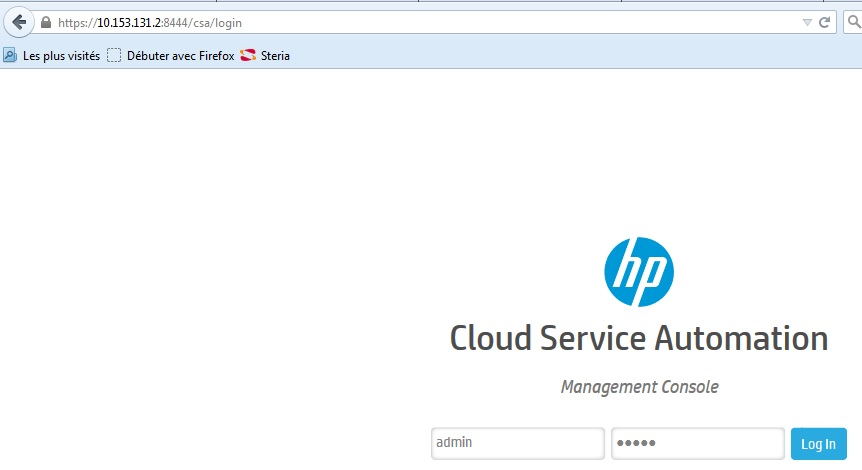 https://10.153.131.2:8444/csa/login
Les plus visités Débuter avec Firefox Steria
hp
Cloud Service Automation
Management Console
admin ●●●●● Log In